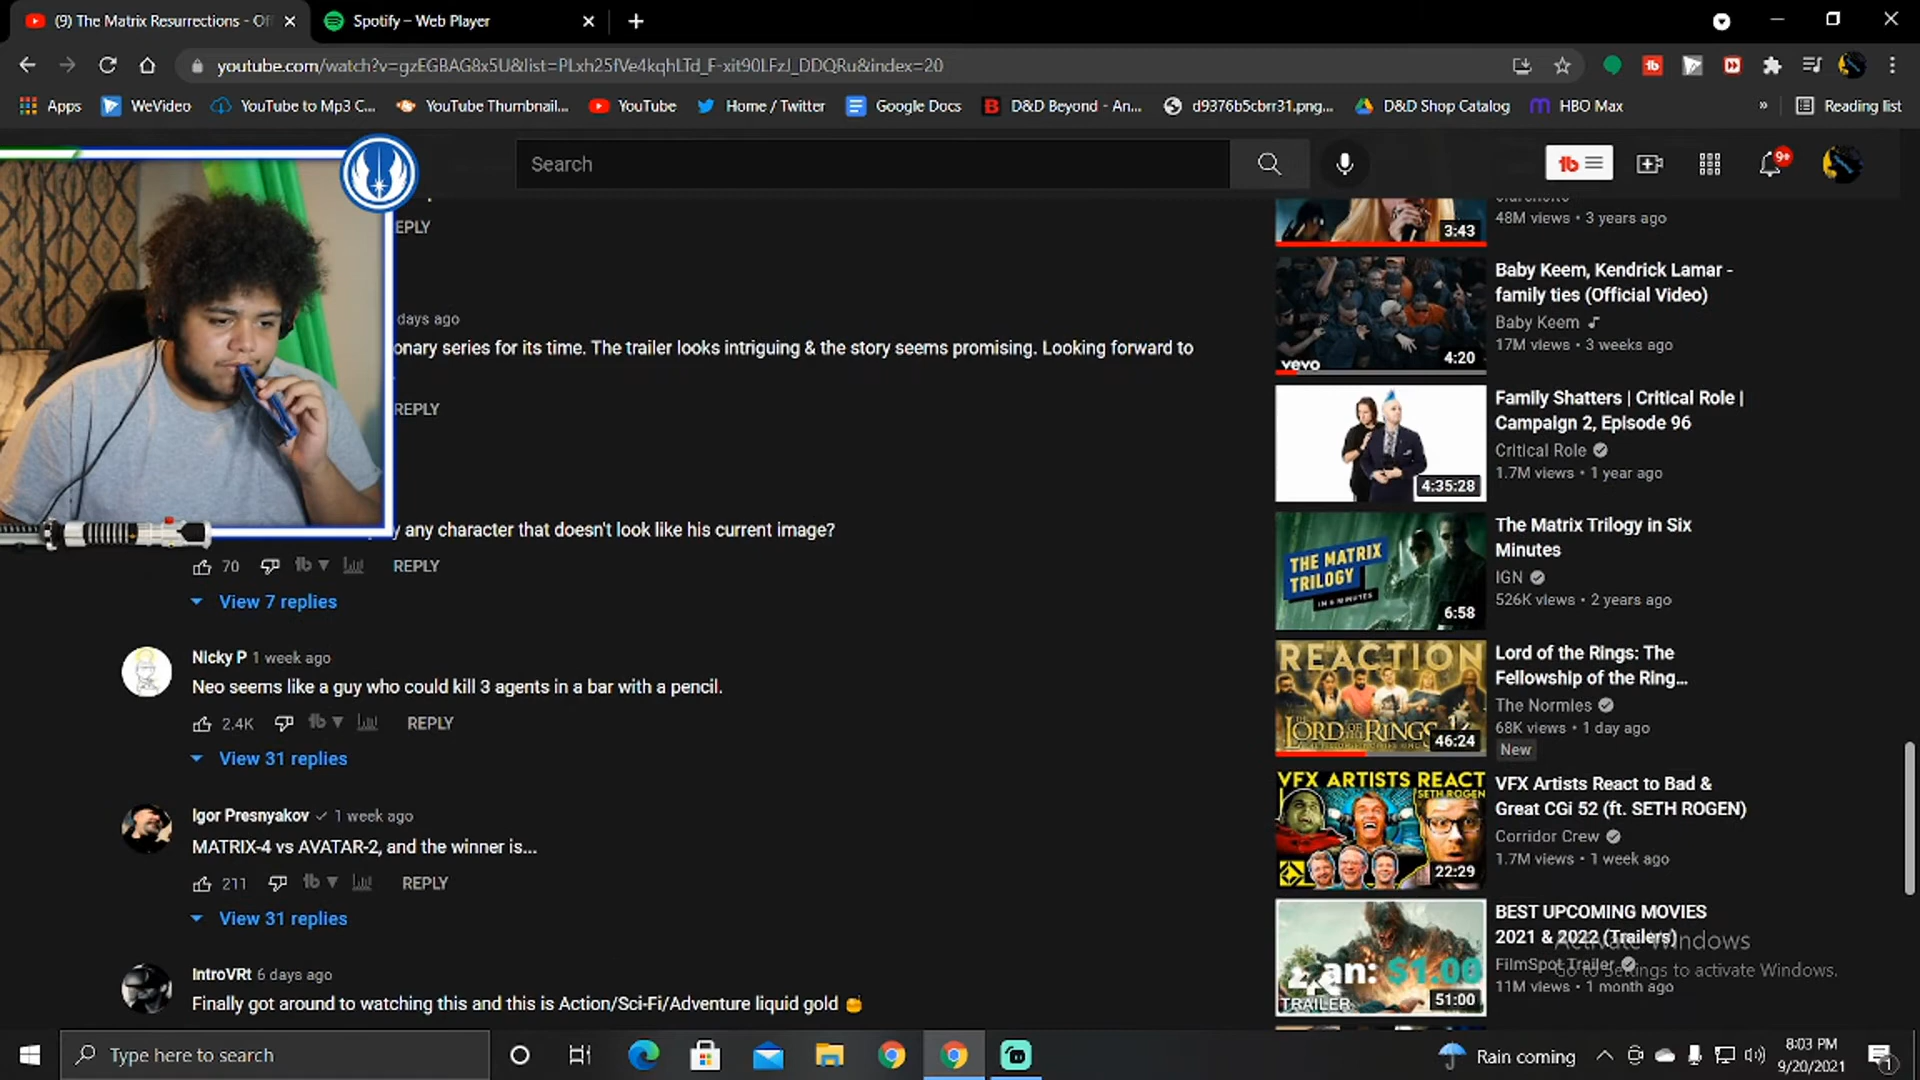 (9) The Matrix Resurrections - Of
Spotify – Web Player
youtube.com/watch?v=gzEGBAG8x5U&list=PLxh25fVe4kqhLTd_F-xit90LFzJ_DDQRu&index=20
Apps
WeVideo
YouTube to Mp3 C...
YouTube Thumbnail...
YouTube
Home / Twitter
Google Docs
D&D Beyond - An...
d9376b5cbrr31.png...
D&D Shop Catalog
HBO Max
»
Reading list
Search
9+
EPLY
days ago
onary series for its time. The trailer looks intriguing & the story seems promising. Looking forward to
REPLY
any character that doesn't look like his current image?
70
REPLY
View 7 replies
Nicky P 1 week ago
Neo seems like a guy who could kill 3 agents in a bar with a pencil.
2.4K
REPLY
View 31 replies
Igor Presnyakov 1 week ago
MATRIX-4 vs AVATAR-2, and the winner is...
211
REPLY
View 31 replies
IntroVRt 6 days ago
Finally got around to watching this and this is Action/Sci-Fi/Adventure liquid gold
48M views • 3 years ago
3:43
Baby Keem, Kendrick Lamar -
family ties (Official Video)
Baby Keem
17M views • 3 weeks ago
vevo
4:20
Family Shatters | Critical Role |
Campaign 2, Episode 96
Critical Role
1.7M views • 1 year ago
4:35:28
The Matrix Trilogy in Six
Minutes
IGN
526K views • 2 years ago
THE MATRIX
TRILOGY
IN 6 MINUTES
6:58
Lord of the Rings: The
Fellowship of the Ring...
The Normies
68K views • 1 day ago
New
REACTION
LORD OF THE RINGS
46:24
VFX Artists React to Bad &
Great CGi 52 (ft. SETH ROGEN)
Corridor Crew
1.7M views • 1 week ago
VFX ARTISTS REACT
SETH ROGEN
22:29
BEST UPCOMING MOVIES
2021 & 2022 (Trailers)
FilmSpot Trailer
11M views • 1 month ago
an: $1.00
TRAILER
51:00
Activate Windows
Go to Settings to activate Windows.
Type here to search
Rain coming
8:03 PM
9/20/2021
1